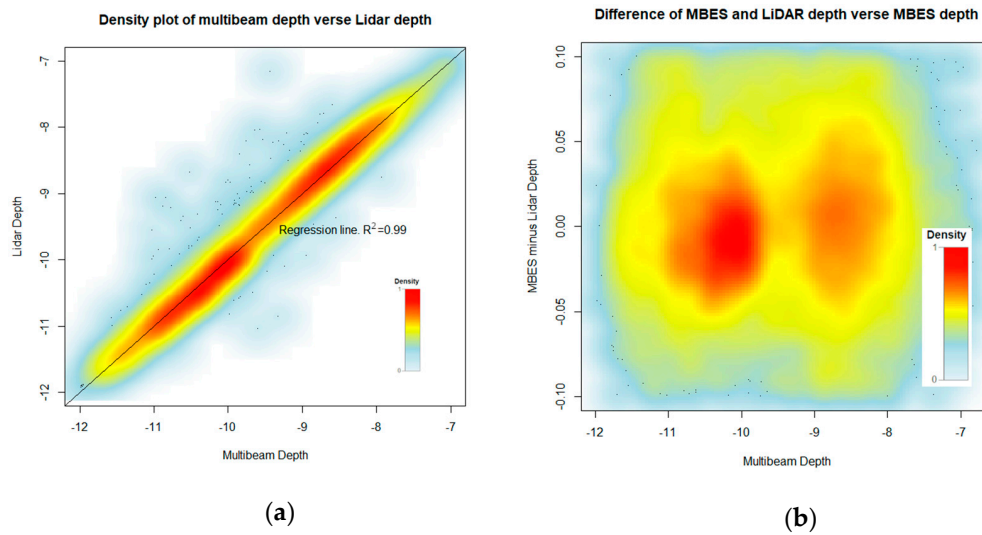 Density plot of multibeam depth verse Lidar depth
-7
-8
-9
-10
-11
-12
Lidar Depth
Regression line. R²=0.99
Density
1
0
-12 -11 -10 -9 -8 -7
Multibeam Depth
(a)
Difference of MBES and LiDAR depth verse MBES depth
0.10
0.05
0.00
-0.05
-0.10
MBES minus Lidar Depth
Density
1
0
-12 -11 -10 -9 -8 -7
Multibeam Depth
(b)